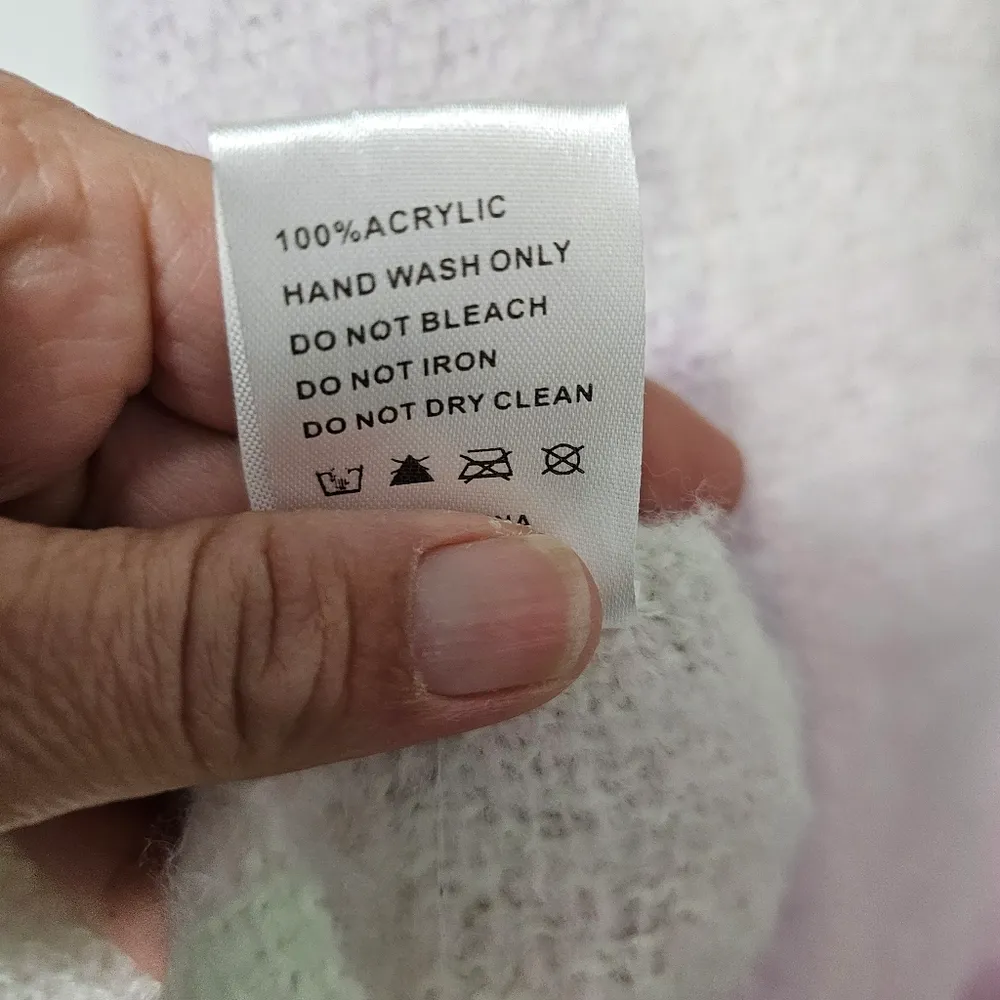 100%ACRYLIC
HAND WASH ONLY
DO NOT BLEACH
DO NOT IRON
DO NOT DRY CLEAN